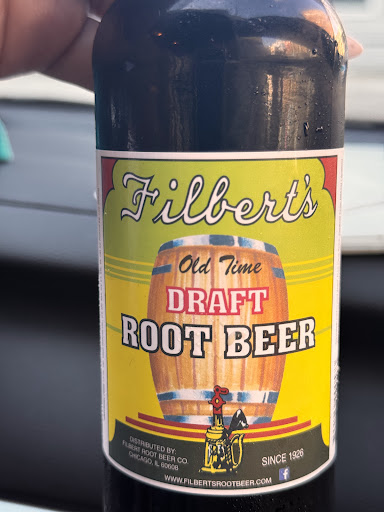 Filbert's
Old Time
DRAFT
ROOT BEER
DISTRIBUTED BY:
FILBERT ROOT BEER CO.
CHICAGO, IL 60608
SINCE 1926
WWW.FILBERTSROOTBEER.COM
f